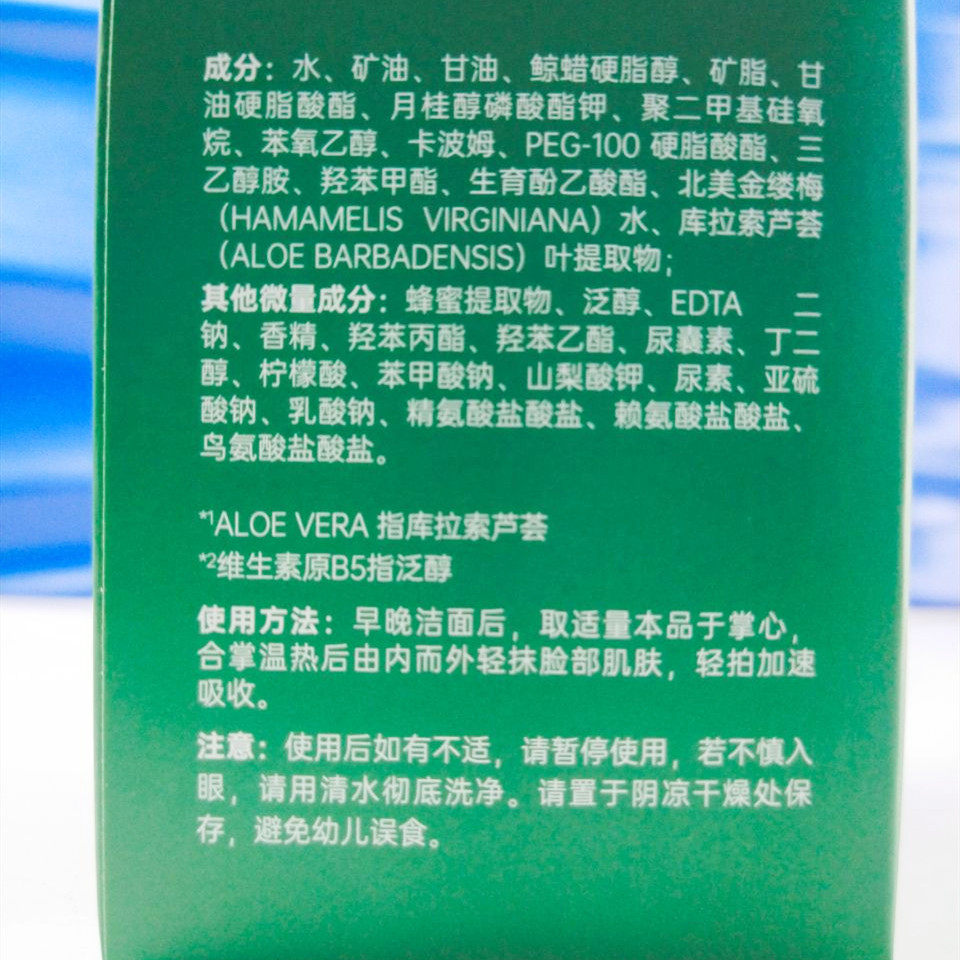 成分：水、矿油、甘油、鲸蜡硬脂醇、矿脂、甘
油硬脂酸酯、月桂醇磷酸酯钾、聚二甲基硅氧
烷、苯氧乙醇、卡波姆、PEG-100 硬脂酸酯、三
乙醇胺、羟苯甲酯、生育酚乙酸酯、北美金缕梅
（HAMAMELIS VIRGINIANA）水、库拉索芦荟
（ALOE BARBADENSIS）叶提取物；
其他微量成分：蜂蜜提取物、泛醇、EDTA 二
钠、香精、羟苯丙酯、羟苯乙酯、尿囊素、丁二
醇、柠檬酸、苯甲酸钠、山梨酸钾、尿素、亚硫
酸钠、乳酸钠、精氨酸盐酸盐、赖氨酸盐酸盐、
鸟氨酸盐酸盐。
*1ALOE VERA 指库拉索芦荟
*2维生素原B5指泛醇
使用方法：早晚洁面后，取适量本品于掌心，
合掌温热后由内而外轻抹脸部肌肤，轻拍加速
吸收。
注意：使用后如有不适，请暂停使用，若不慎入
眼，请用清水彻底洗净。请置于阴凉干燥处保
存，避免幼儿误食。